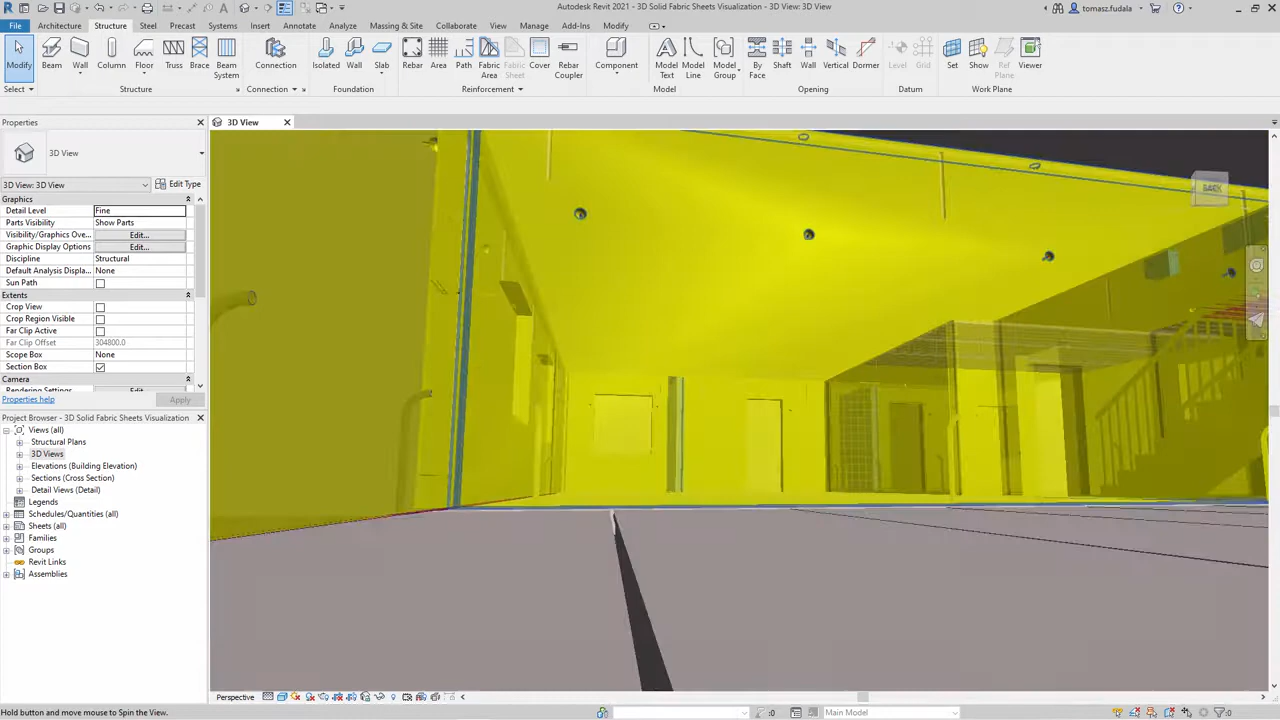 Autodesk Revit 2021 - 3D Solid Fabric Sheets Visualization - 3D View: 3D View
tomasz.fudala
File Architecture Structure Steel Precast Systems Insert Annotate Analyze Massing & Site Collaborate View Manage Add-Ins Modify
Modify Beam Wall Column Floor Truss Brace Beam System Connection Isolated Wall Slab Rebar Area Path Fabric Area Fabric Sheet Cover Rebar Coupler Component Model Text Model Line Model Group By Face Shaft Wall Vertical Dormer Level Grid Set Show Ref Plane Viewer
Select Structure Connection Foundation Reinforcement Model Opening Datum Work Plane
Properties
3D View
3D View
3D View: 3D View Edit Type
Graphics
Detail Level Fine
Parts Visibility Show Parts
Visibility/Graphics Ove... Edit...
Graphic Display Options Edit...
Discipline Structural
Default Analysis Displa... None
Sun Path
Extents
Crop View
Crop Region Visible
Far Clip Active
Far Clip Offset 304800.0
Scope Box None
Section Box
Camera
Rendering Settings Edit...
Properties help Apply
Project Browser - 3D Solid Fabric Sheets Visualization
Views (all)
Structural Plans
3D Views
Elevations (Building Elevation)
Sections (Cross Section)
Detail Views (Detail)
Legends
Schedules/Quantities (all)
Sheets (all)
Families
Groups
Revit Links
Assemblies
BACK
Perspective
Hold button and move mouse to Spin the View.
:0
Main Model
:0